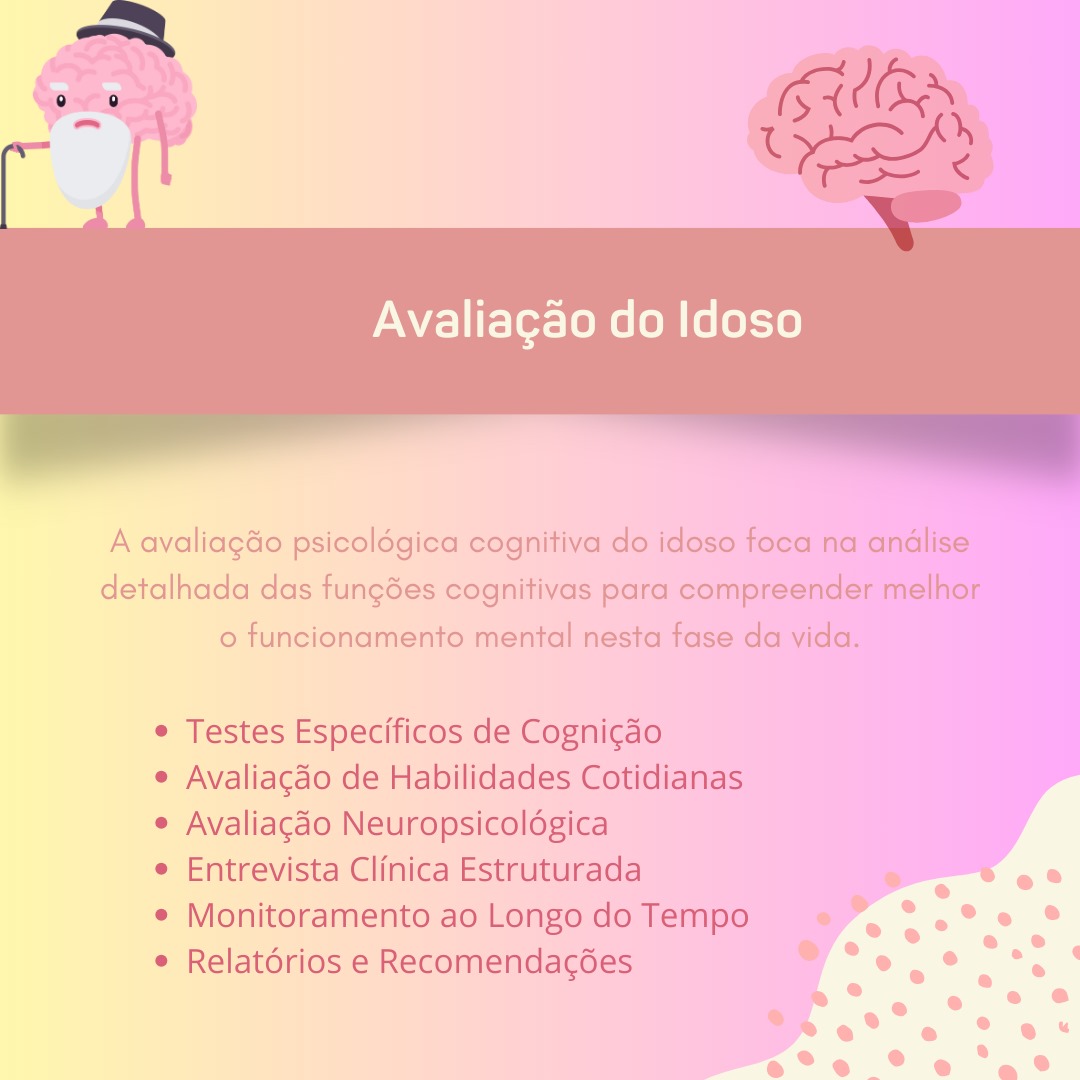 Avaliação do Idoso
A avaliação psicológica cognitiva do idoso foca na análise
detalhada das funções cognitivas para compreender melhor
o funcionamento mental nesta fase da vida.
• Testes Específicos de Cognição
• Avaliação de Habilidades Cotidianas
• Avaliação Neuropsicológica
• Entrevista Clínica Estruturada
• Monitoramento ao Longo do Tempo
• Relatórios e Recomendações